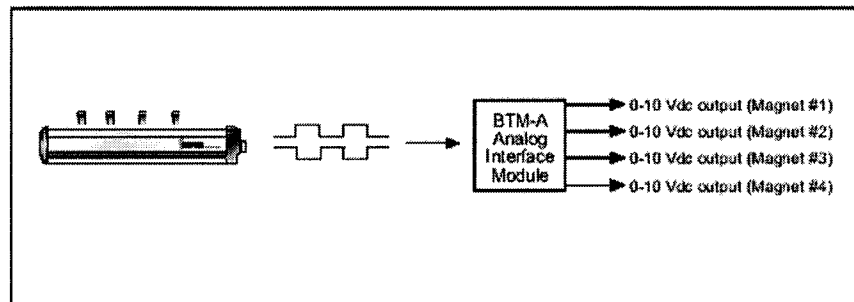 BTM-A
Analog
Interface
Module
0-10 Vdc output (Magnet #1)
0-10 Vdc output (Magnet #2)
0-10 Vdc output (Magnet #3)
0-10 Vdc output (Magnet #4)